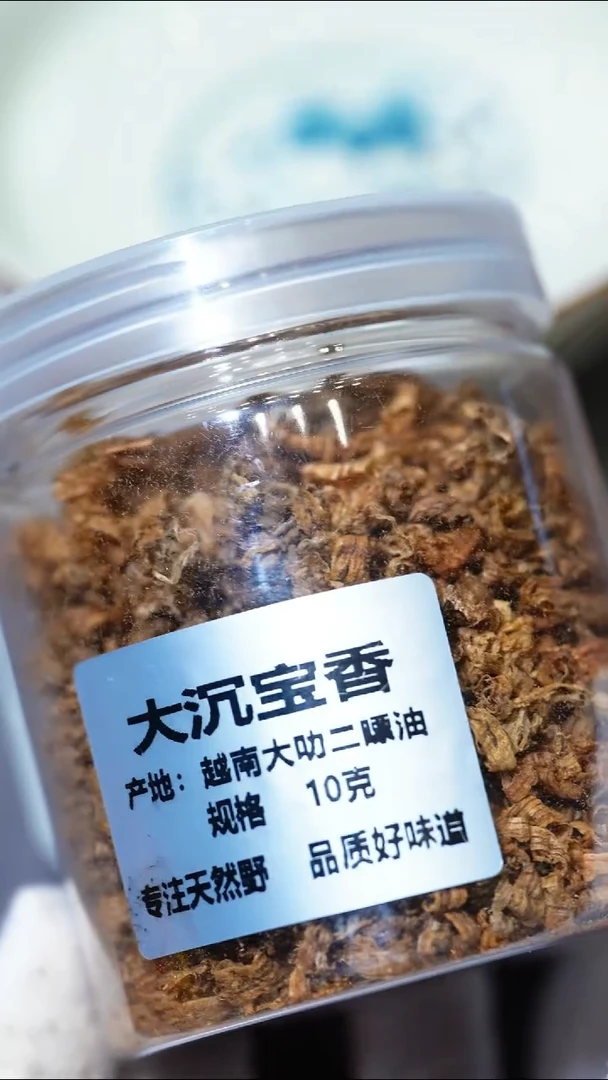 大沉宝香
产地：越南大叻二嘌油
规格 10克
专注天然野 品质好味道